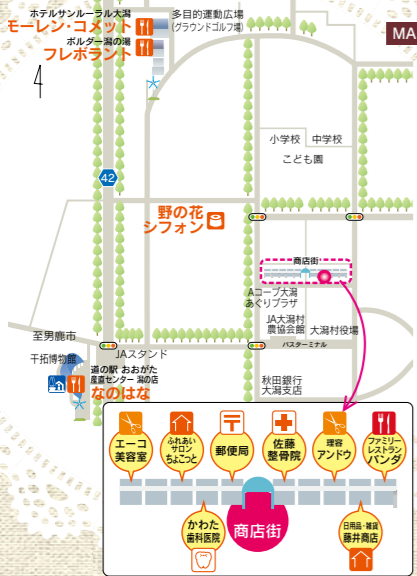 ホテルサンルーラル大潟
モーレン・コメット
ボルダー潟の湯
フレボラント
多目的運動広場
(グラウンドゴルフ場)
MA
4
小学校 中学校
こども園
42
野の花
シフォン
商店街
Aコープ大潟
あぐりプラザ
JA大潟村
農協会館
大潟村役場
バスターミナル
至男鹿市
干拓博物館
JAスタンド
道の駅 おおがた
産直センター 潟の店
なのはな
秋田銀行
大潟支店
エーコ
美容室
ふれあい
サロン
ちょこっと
郵便局
佐藤
整骨院
理容
アンドウ
ファミリー
レストラン
パンダ
かわた
歯科医院
商店街
日用品・雑貨
藤井商店